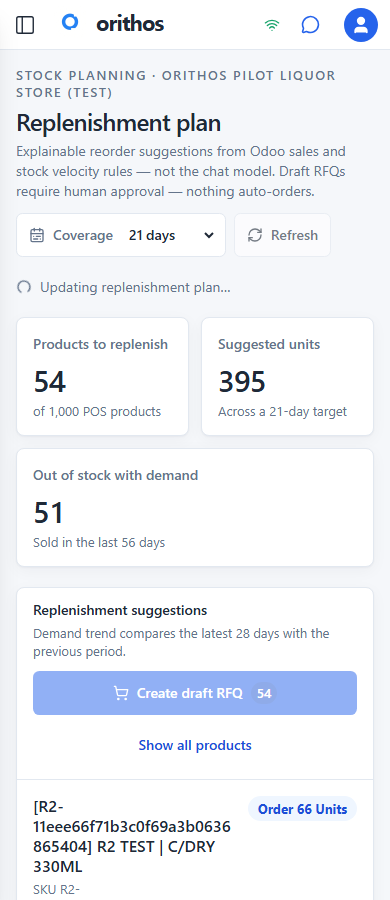 orithos
STOCK PLANNING · ORITHOS PILOT LIQUOR
STORE (TEST)
Replenishment plan
Explainable reorder suggestions from Odoo sales and
stock velocity rules — not the chat model. Draft RFQs
require human approval — nothing auto-orders.
Coverage 21 days
Refresh
Updating replenishment plan...
Products to replenish
54
of 1,000 POS products
Suggested units
395
Across a 21-day target
Out of stock with demand
51
Sold in the last 56 days
Replenishment suggestions
Demand trend compares the latest 28 days with the
previous period.
Create draft RFQ 54
Show all products
[R2-
11eee66f71b3c0f69a3b0636
865404] R2 TEST | C/DRY
330ML
Order 66 Units
SKU R2-